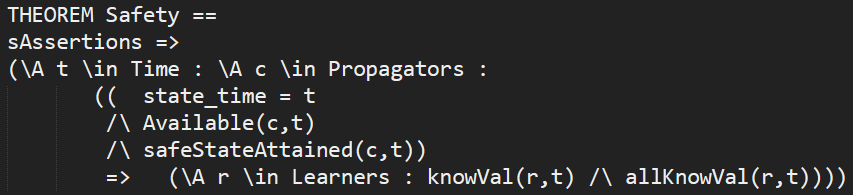 THEOREM Safety ==
sAssertions =>
(\A t \in Time : \A c \in Propagators :
((  state_time = t
/\ Available(c,t)
/\ safeStateAttained(c,t))
=>  (\A r \in Learners : knowVal(r,t) /\ allKnowVal(r,t))))